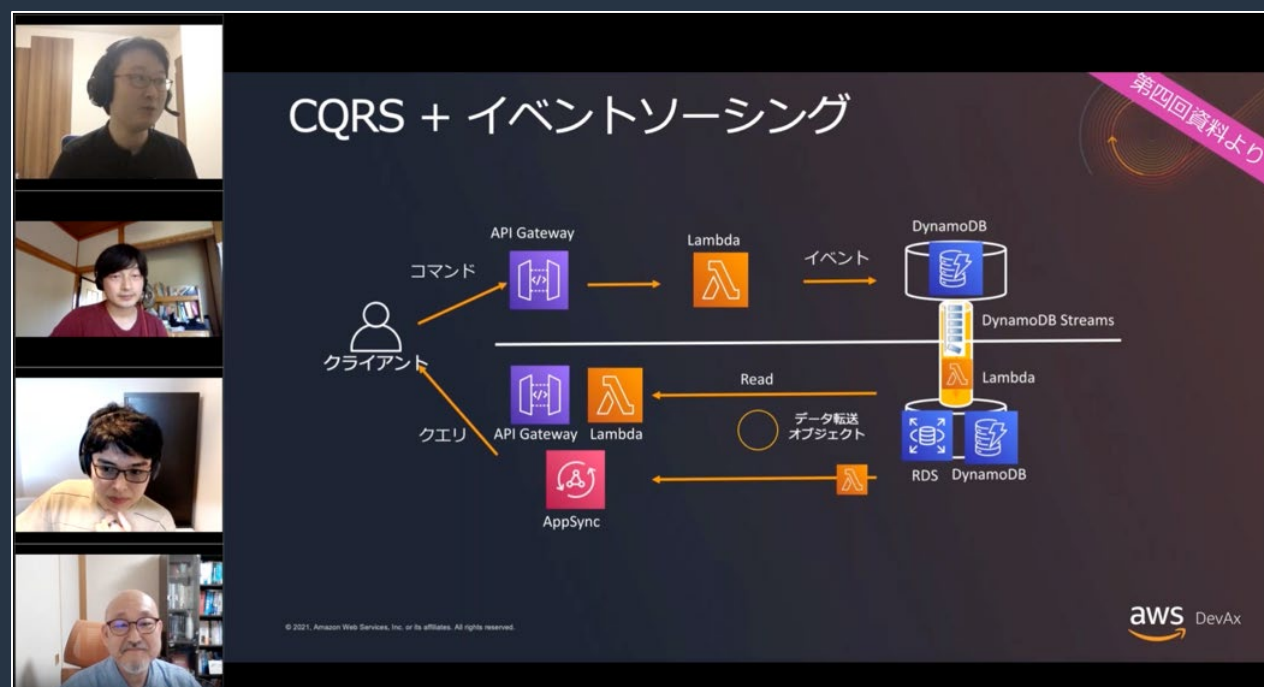 CQRS + イベントソーシング
第四回資料より
API Gateway
Lambda
DynamoDB
コマンド
イベント
DynamoDB Streams
クライアント
Read
Lambda
データ転送
オブジェクト
クエリ
API Gateway
Lambda
RDS
DynamoDB
AppSync
© 2021, Amazon Web Services, Inc. or its affiliates. All rights reserved.
aws DevAx